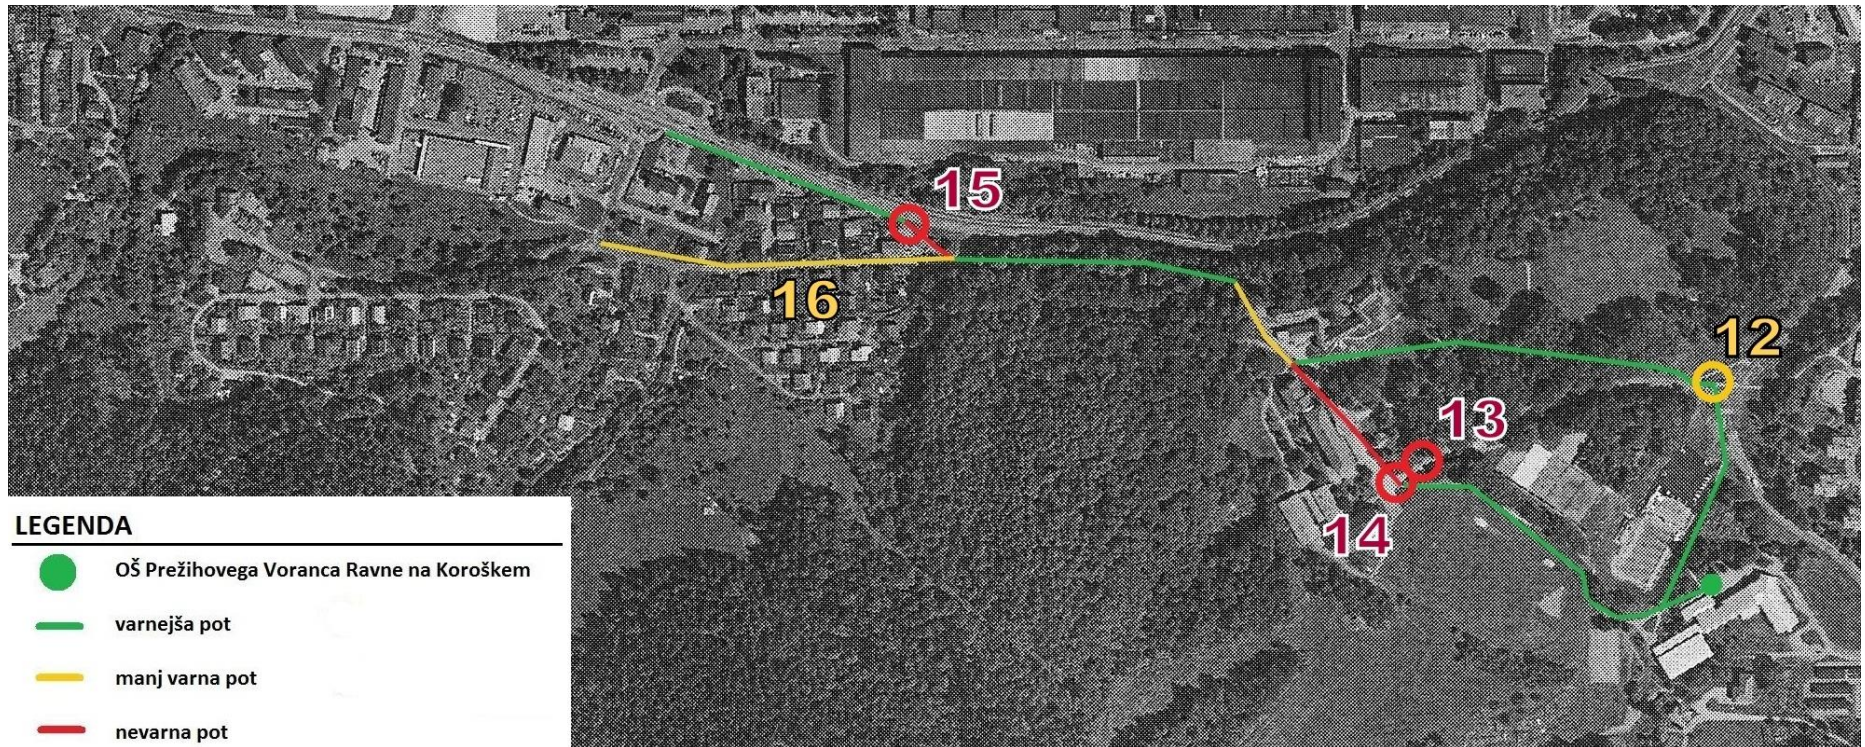 15
16
12
13
14
LEGENDA
OŠ Prežihovega Voranca Ravne na Koroškem
varnejša pot
manj varna pot
nevarna pot